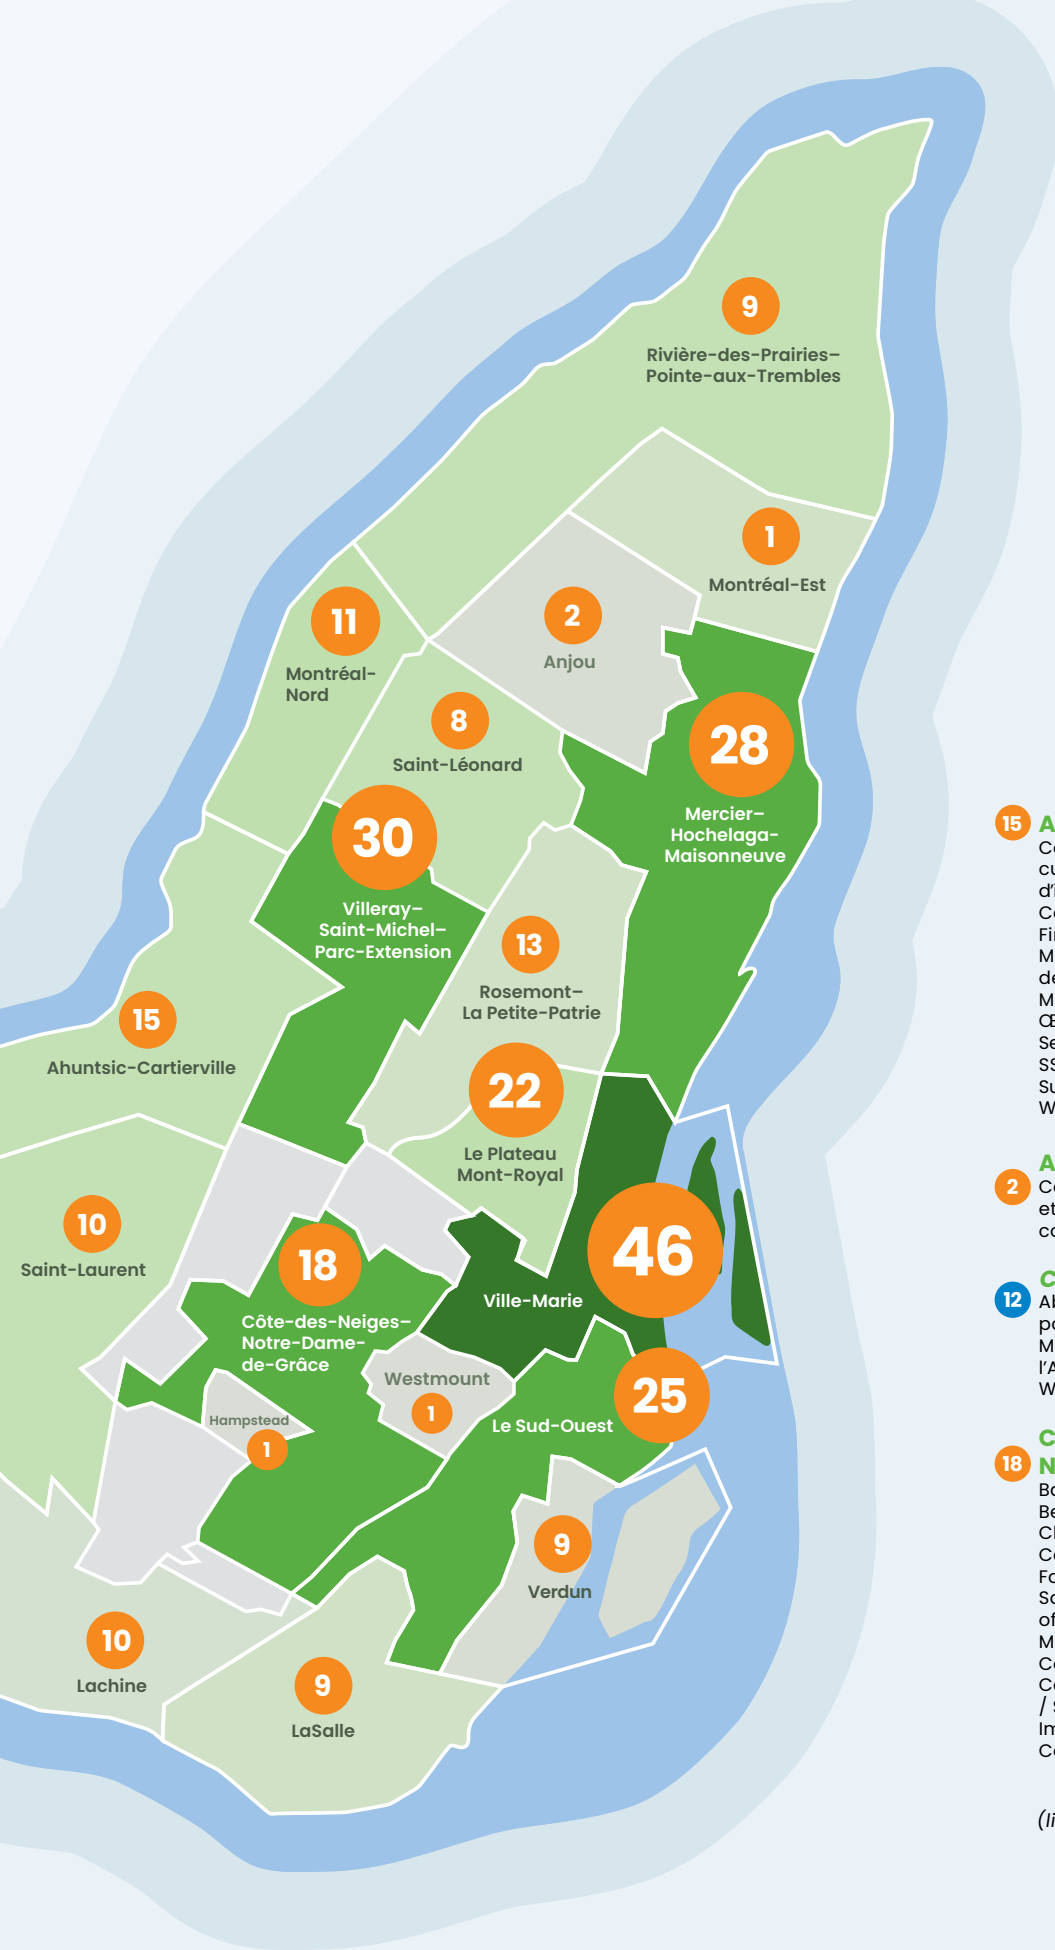 9
Rivière-des-Prairies–
Pointe-aux-Trembles
1
Montréal-Est
2
Anjou
11
Montréal-
Nord
8
Saint-Léonard
28
Mercier–
Hochelaga-
Maisonneuve
30
Villeray–
Saint-Michel–
Parc-Extension
13
Rosemont–
La Petite-Patrie
15
Ahuntsic-Cartierville
22
Le Plateau
Mont-Royal
10
Saint-Laurent
18
Côte-des-Neiges–
Notre-Dame-
de-Grâce
46
Ville-Marie
Westmount
1
Hampstead
1
25
Le Sud-Ouest
9
Verdun
10
Lachine
9
LaSalle
15
2
et
12
18
of